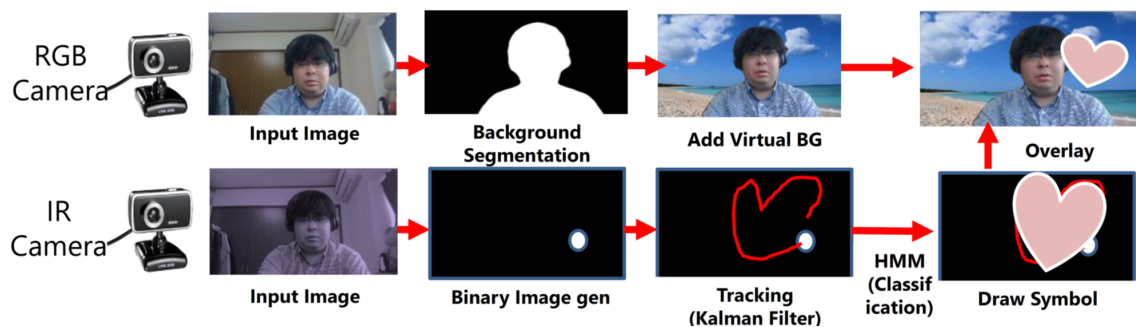 RGB
Camera
Input Image
Background
Segmentation
Add Virtual BG
Overlay
IR
Camera
Input Image
Binary Image gen
Tracking
(Kalman Filter)
HMM
(Classif
ication)
Draw Symbol